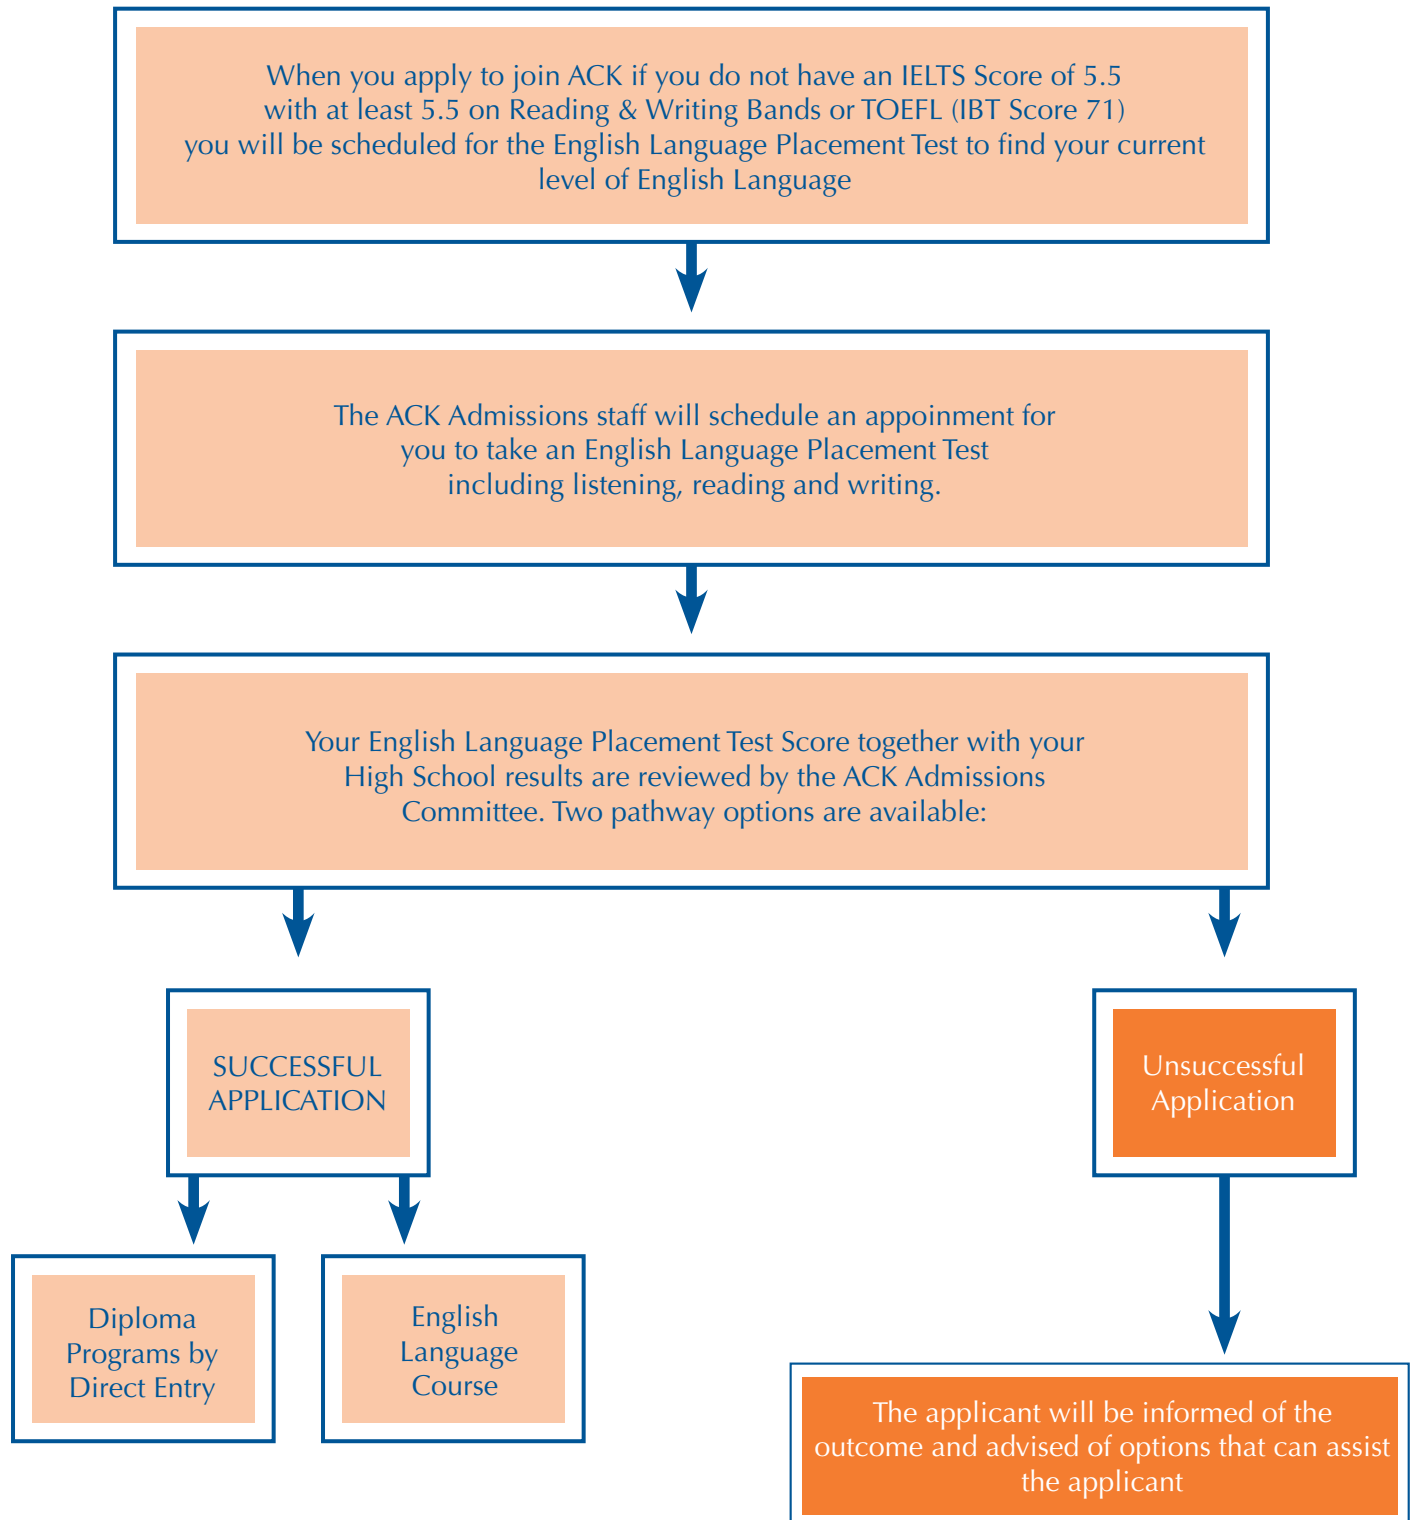 When you apply to join ACK if you do not have an IELTS Score of 5.5
with at least 5.5 on Reading & Writing Bands or TOEFL (IBT Score 71)
you will be scheduled for the English Language Placement Test to find your current
level of English Language
The ACK Admissions staff will schedule an appoinment for
you to take an English Language Placement Test
including listening, reading and writing.
Your English Language Placement Test Score together with your
High School results are reviewed by the ACK Admissions
Committee. Two pathway options are available:
SUCCESSFUL
APPLICATION
Unsuccessful
Application
Diploma
Programs by
Direct Entry
English
Language
Course
The applicant will be informed of the
outcome and advised of options that can assist
the applicant